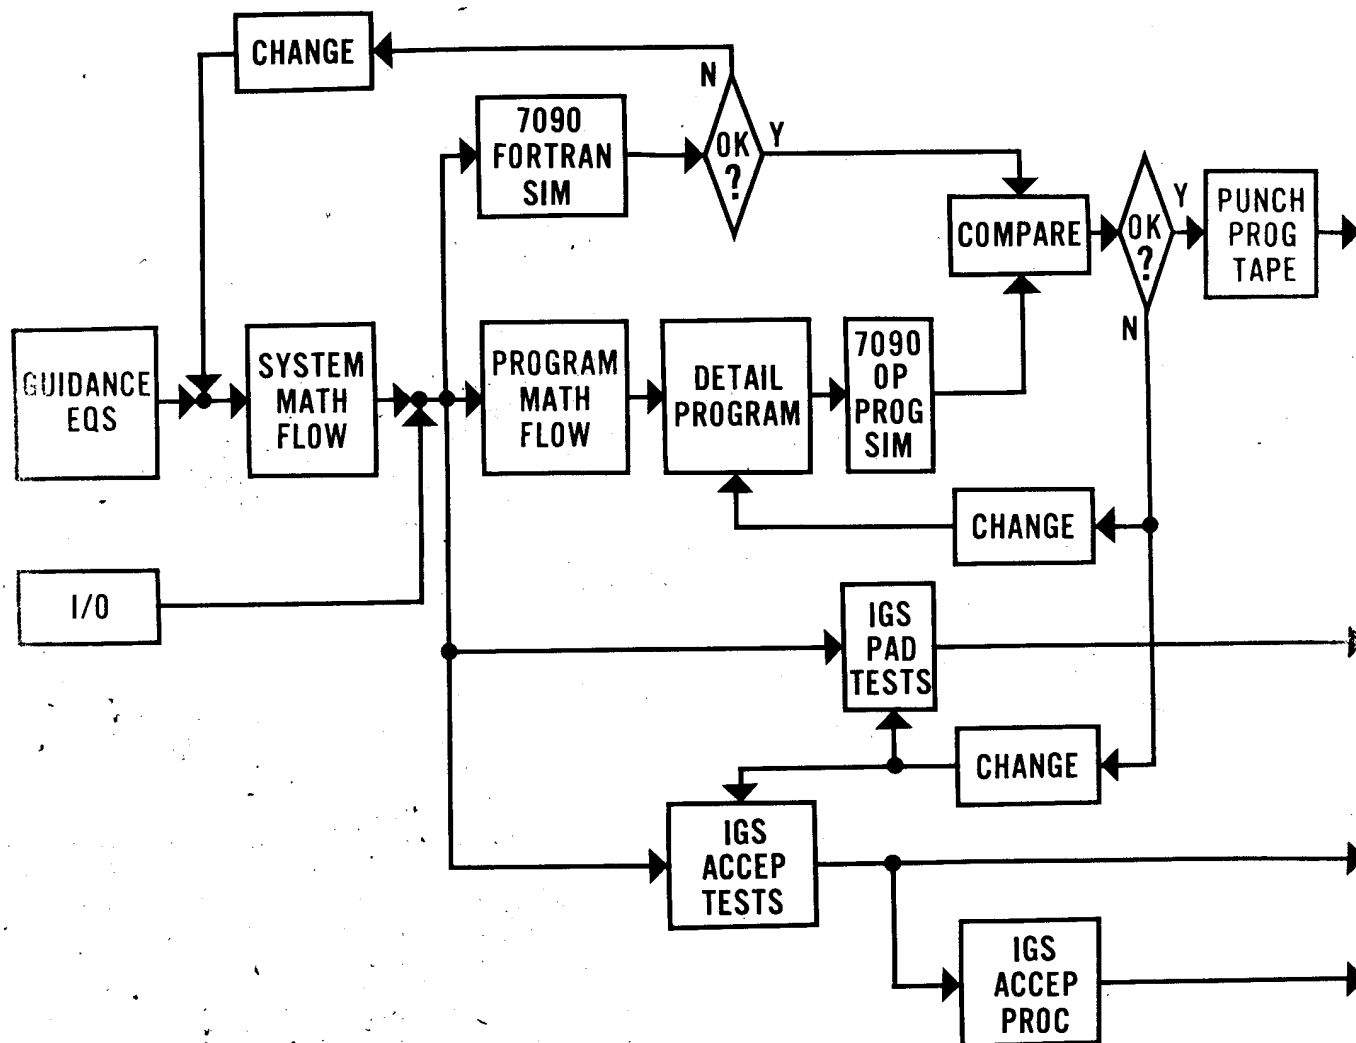 CHANGE
N
7090
FORTRAN
SIM
OK
?
Y
COMPARE
OK
?
Y
N
PUNCH
PROG
TAPE
GUIDANCE
EQS
SYSTEM
MATH
FLOW
PROGRAM
MATH
FLOW
DETAIL
PROGRAM
7090
OP
PROG
SIM
CHANGE
I/O
IGS
PAD
TESTS
CHANGE
IGS
ACCEP
TESTS
IGS
ACCEP
PROC